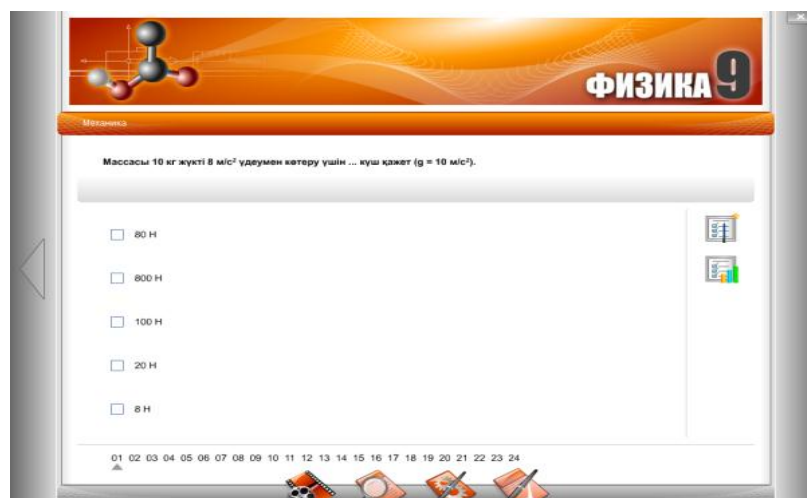 ФИЗИКА 9
Механика
Массасы 10 кг жүкті 8 м/с² үдеумен көтеру үшін ... күш қажет (g = 10 м/с²).
80 Н
800 Н
100 Н
20 Н
8 Н
01 02 03 04 05 06 07 08 09 10 11 12 13 14 15 16 17 18 19 20 21 22 23 24